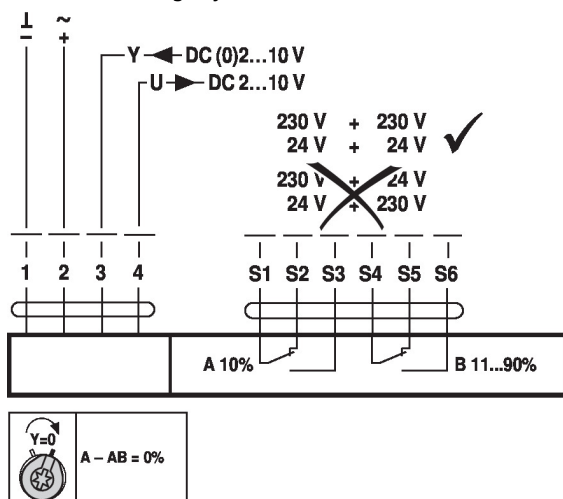 ⊥ ~
− +
Y DC (0)2...10 V
U DC 2...10 V
230 V + 230 V
24 V + 24 V
230 V + 24 V
24 V + 230 V
1 2 3 4 S1 S2 S3 S4 S5 S6
A 10% B 11...90%
Y=0
A – AB = 0%